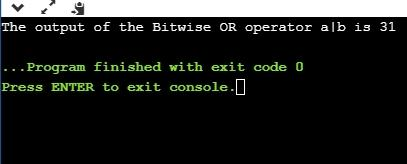 The output of the Bitwise OR operator a|b is 31
...Program finished with exit code 0
Press ENTER to exit console.